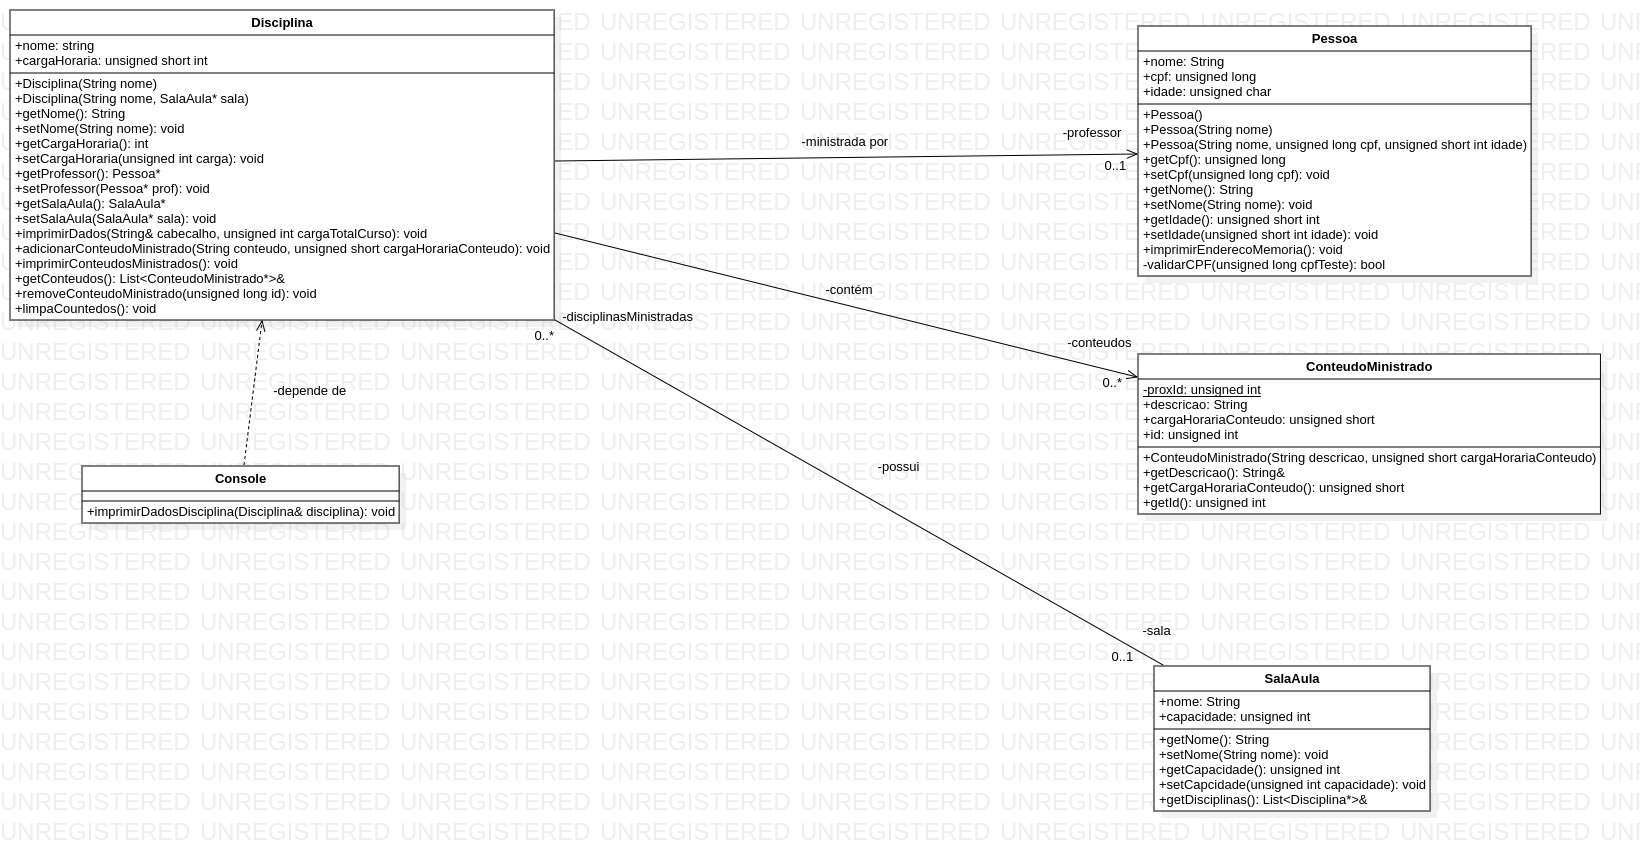 Disciplina
+nome: string
+cargaHoraria: unsigned short int
+Disciplina(String nome)
+Disciplina(String nome, SalaAula* sala)
+getNome(): String
+setNome(String nome): void
+getCargaHoraria(): int
+setCargaHoraria(unsigned int carga): void
+getProfessor(): Pessoa*
+setProfessor(Pessoa* prof): void
+getSalaAula(): SalaAula*
+setSalaAula(SalaAula* sala): void
+imprimirDados(String& cabecalho, unsigned int cargaTotalCurso): void
+adicionarConteudoMinistrado(String conteudo, unsigned short cargaHorariaConteudo): void
+imprimirConteudosMinistrados(): void
+getConteudos(): List<ConteudoMinistrado*>&
+removeConteudoMinistrado(unsigned long id): void
+limpaCountedos(): void
-ministrada por
-professor
0..1
Pessoa
+nome: String
+cpf: unsigned long
+idade: unsigned char
+Pessoa()
+Pessoa(String nome)
+Pessoa(String nome, unsigned long cpf, unsigned short int idade)
+getCpf(): unsigned long
+setCpf(unsigned long cpf): void
+getNome(): String
+setNome(String nome): void
+getIdade(): unsigned short int
+setIdade(unsigned short int idade): void
+imprimirEnderecoMemoria(): void
-validarCPF(unsigned long cpfTeste): bool
-contém
-conteudos
0..*
-disciplinasMinistradas
0..*
-depende de
Console
+imprimirDadosDisciplina(Disciplina& disciplina): void
ConteudoMinistrado
-proxId: unsigned int
+descricao: String
+cargaHorariaConteudo: unsigned short
+id: unsigned int
+ConteudoMinistrado(String descricao, unsigned short cargaHorariaConteudo)
+getDescricao(): String&
+getCargaHorariaConteudo(): unsigned short
+getId(): unsigned int
-possui
-sala
0..1
SalaAula
+nome: String
+capacidade: unsigned int
+getNome(): String
+setNome(String nome): void
+getCapacidade(): unsigned int
+setCapcidade(unsigned int capacidade): void
+getDisciplinas(): List<Disciplina*>&
UNREGISTERED